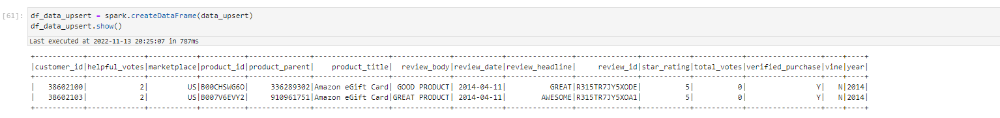 [61]: df_data_upsert = spark.createDataFrame(data_upsert)
df_data_upsert.show()
Last executed at 2022-11-13 20:25:07 in 787ms
+-----------+-------------+-----------+----------+--------------+-----------------+-------------+-----------+---------------+--------------+-----------+-----------+-----------------+----+----+
|customer_id|helpful_votes|marketplace|product_id|product_parent|    product_title|  review_body|review_date|review_headline|     review_id|star_rating|total_votes|verified_purchase|vine|year|
+-----------+-------------+-----------+----------+--------------+-----------------+-------------+-----------+---------------+--------------+-----------+-----------+-----------------+----+----+
|   38602100|            2|         US|B00CHSWG6O|     336289302|Amazon eGift Card| GOOD PRODUCT| 2014-04-11|          GREAT|R315TR7JY5XODE|          5|          0|                Y|   N|2014|
|   38602103|            2|         US|B007V6EVY2|     910961751|Amazon eGift Card|GREAT PRODUCT| 2014-04-11|        AWESOME|R315TR7JY5XOA1|          5|          0|                Y|   N|2014|
+-----------+-------------+-----------+----------+--------------+-----------------+-------------+-----------+---------------+--------------+-----------+-----------+-----------------+----+----+